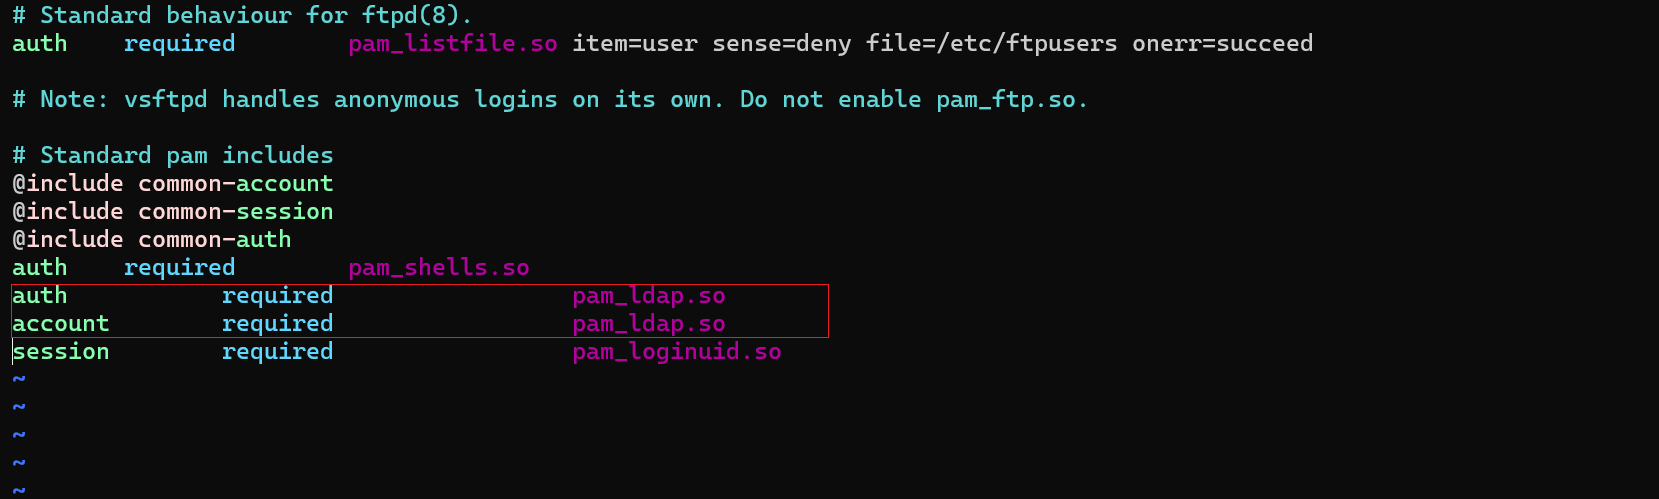 # Standard behaviour for ftpd(8).
auth    required        pam_listfile.so item=user sense=deny file=/etc/ftpusers onerr=succeed
# Note: vsftpd handles anonymous logins on its own. Do not enable pam_ftp.so.
# Standard pam includes
@include common-account
@include common-session
@include common-auth
auth    required        pam_shells.so
auth           required                 pam_ldap.so
account        required                 pam_ldap.so
session        required                 pam_loginuid.so
~
~
~
~
~